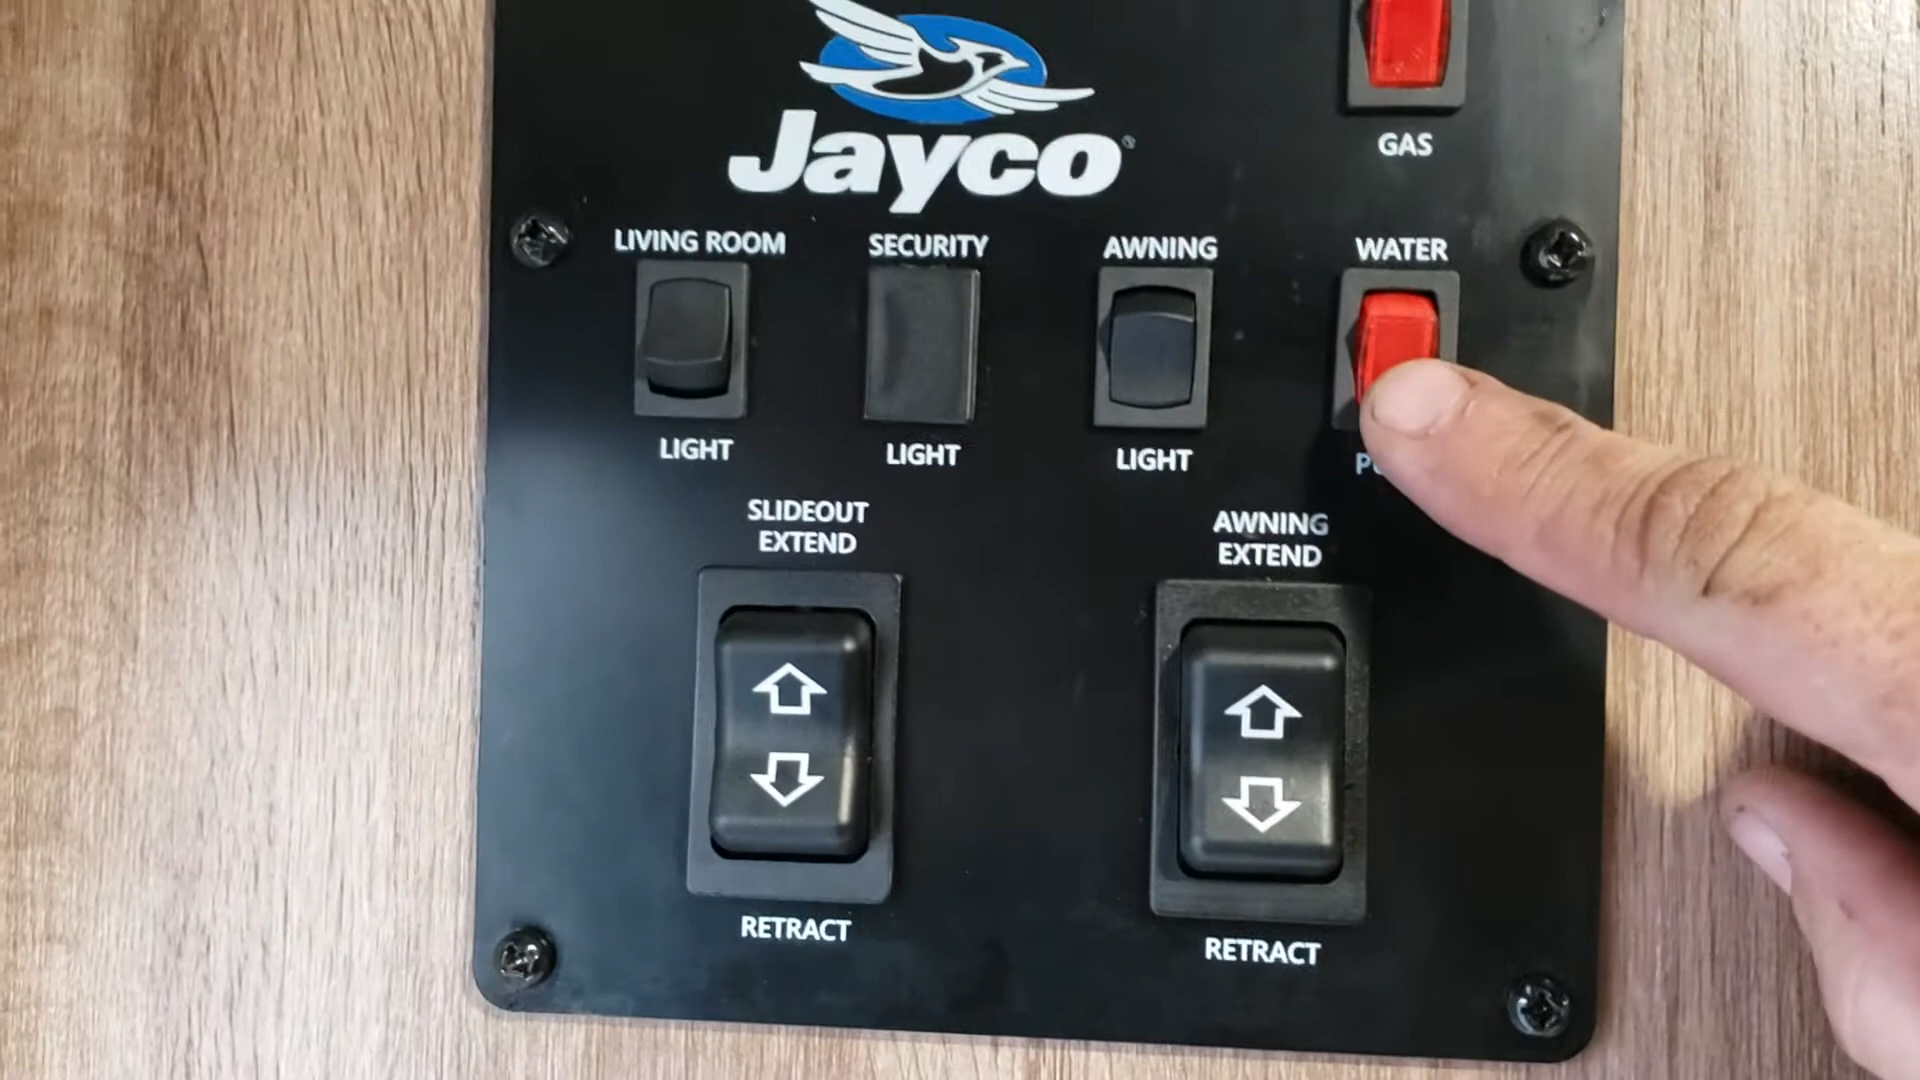 Jayco®
GAS
LIVING ROOM
SECURITY
AWNING
WATER
LIGHT
LIGHT
LIGHT
SLIDEOUT
EXTEND
AWNING
EXTEND
RETRACT
RETRACT